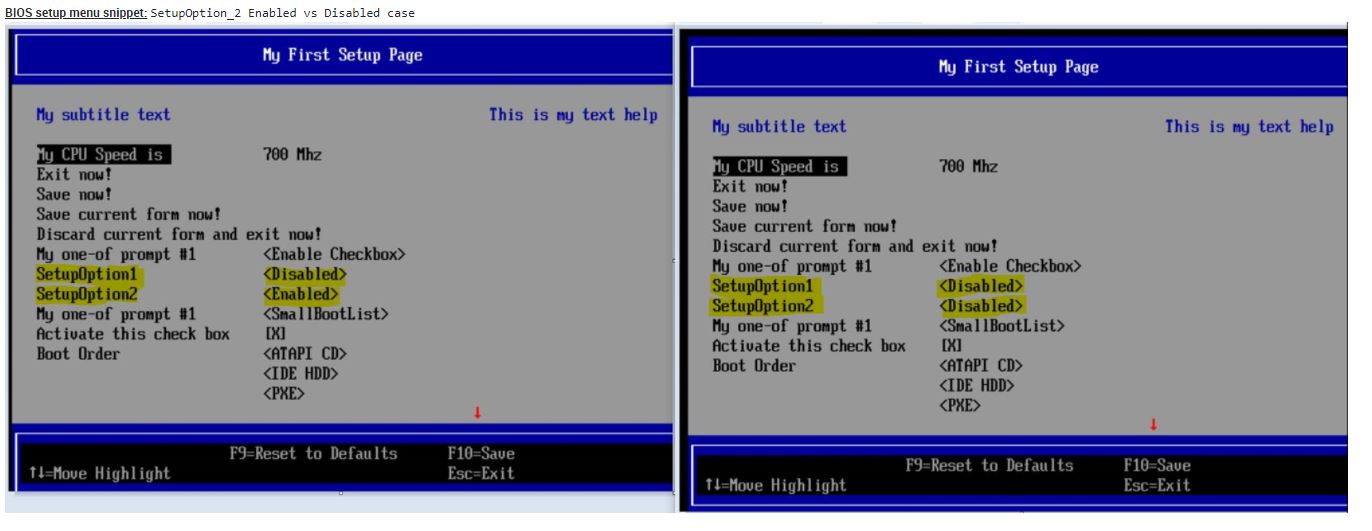 BIOS setup menu snippet: SetupOption_2 Enabled vs Disabled case
My First Setup Page
My subtitle text This is my text help
My CPU Speed is 700 Mhz
Exit now!
Save now!
Save current form now!
Discard current form and exit now!
My one-of prompt #1 <Enable Checkbox>
SetupOption1 <Disabled>
SetupOption2 <Enabled>
My one-of prompt #1 <SmallBootList>
Activate this check box [X]
Boot Order <ATAPI CD>
<IDE HDD>
<PXE>
↓
F9=Reset to Defaults F10=Save
↑↓=Move Highlight Esc=Exit
My First Setup Page
My subtitle text This is my text help
My CPU Speed is 700 Mhz
Exit now!
Save now!
Save current form now!
Discard current form and exit now!
My one-of prompt #1 <Enable Checkbox>
SetupOption1 <Disabled>
SetupOption2 <Disabled>
My one-of prompt #1 <SmallBootList>
Activate this check box [X]
Boot Order <ATAPI CD>
<IDE HDD>
<PXE>
↓
F9=Reset to Defaults F10=Save
↑↓=Move Highlight Esc=Exit